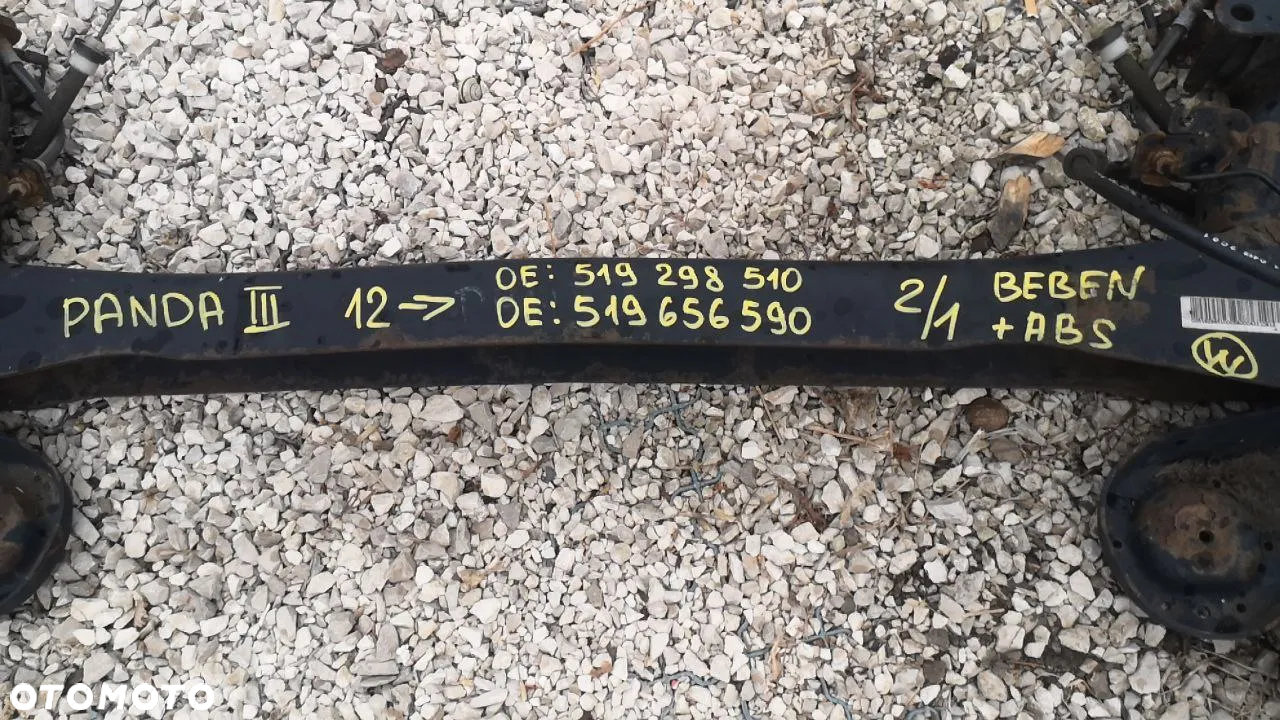 PANDA III 12→ OE: 519 298 510
OE: 519 656 590
2/1 BEBEN
+ ABS
W
OTOMOTO